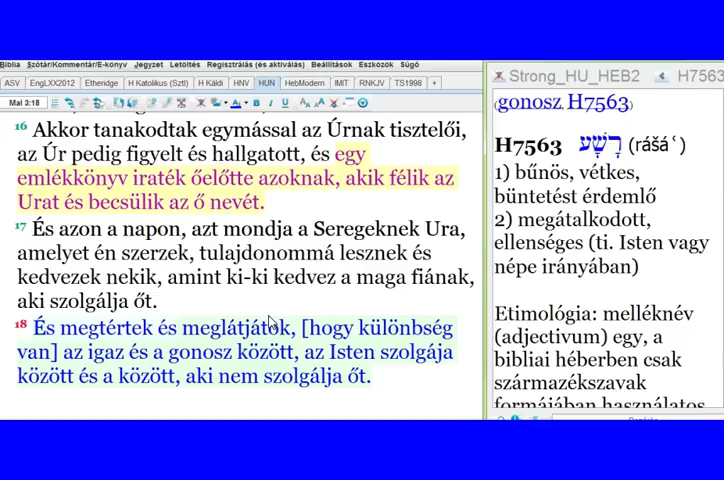 Biblia Szótár/Kommentár/E-könyv Jegyzet Letöltés Regisztrálás (és aktiválás) Beállítások Eszközök Súgó
ASV EngLXX2012 Etheridge H Katolikus (Sztl) H Káldi HNV HUN HebModern IMIT RNKJV TS1998 +
Mal 3:18
16 Akkor tanakodtak egymással az Úrnak tisztelői,
az Úr pedig figyelt és hallgatott, és egy
emlékkönyv iraték őelőtte azoknak, akik félik az
Urat és becsülik az ő nevét.
17 És azon a napon, azt mondja a Seregeknek Ura,
amelyet én szerzek, tulajdonommá lesznek és
kedvezek nekik, amint ki-ki kedvez a maga fiának,
aki szolgálja őt.
18 És megtértek és meglátjátok, [hogy különbség
van] az igaz és a gonosz között, az Isten szolgája
között és a között, aki nem szolgálja őt.
Strong_HU_HEB2 H7563
(gonosz, H7563)
H7563 רָשָׁע (rášáʿ)
1) bűnös, vétkes,
büntetést érdemlő
2) megátalkodott,
ellenséges (ti. Isten vagy
népe irányában)
Etimológia: melléknév
(adjectivum) egy, a
bibliai héberben csak
származékszavak
formájában használatos